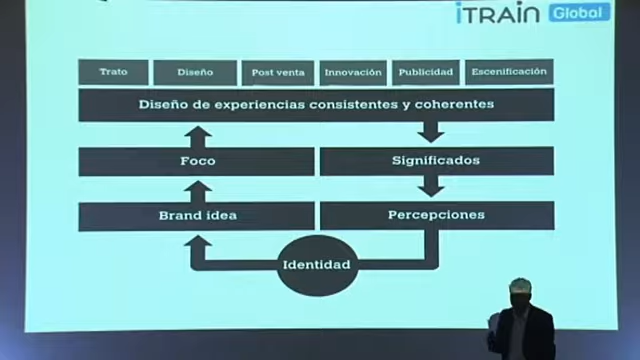 iTRAiN Global
Trato Diseño Post venta Innovación Publicidad Escenificación
Diseño de experiencias consistentes y coherentes
Foco Significados
Brand idea Percepciones
Identidad